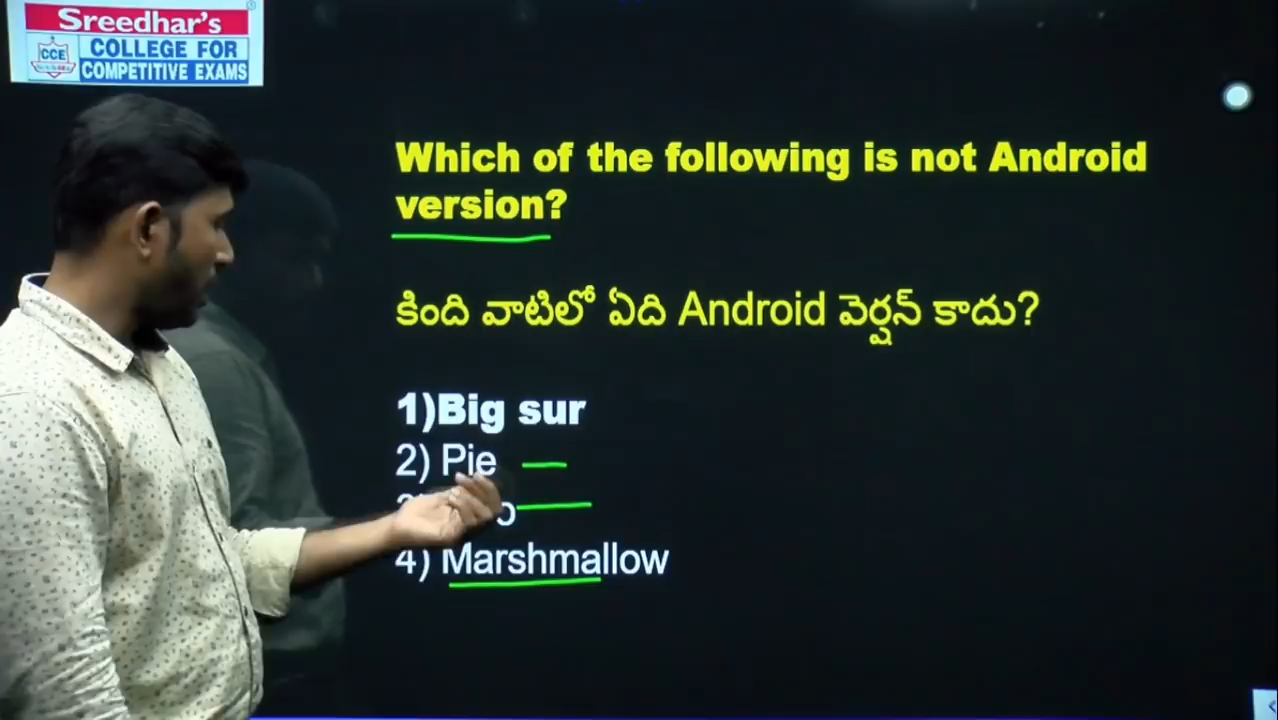 Sreedhar's
CCE
COLLEGE FOR
COMPETITIVE EXAMS
Which of the following is not Android
version?
కింది వాటిలో ఏది Android వెర్షన్ కాదు?
1)Big sur
2) Pie
4) Marshmallow